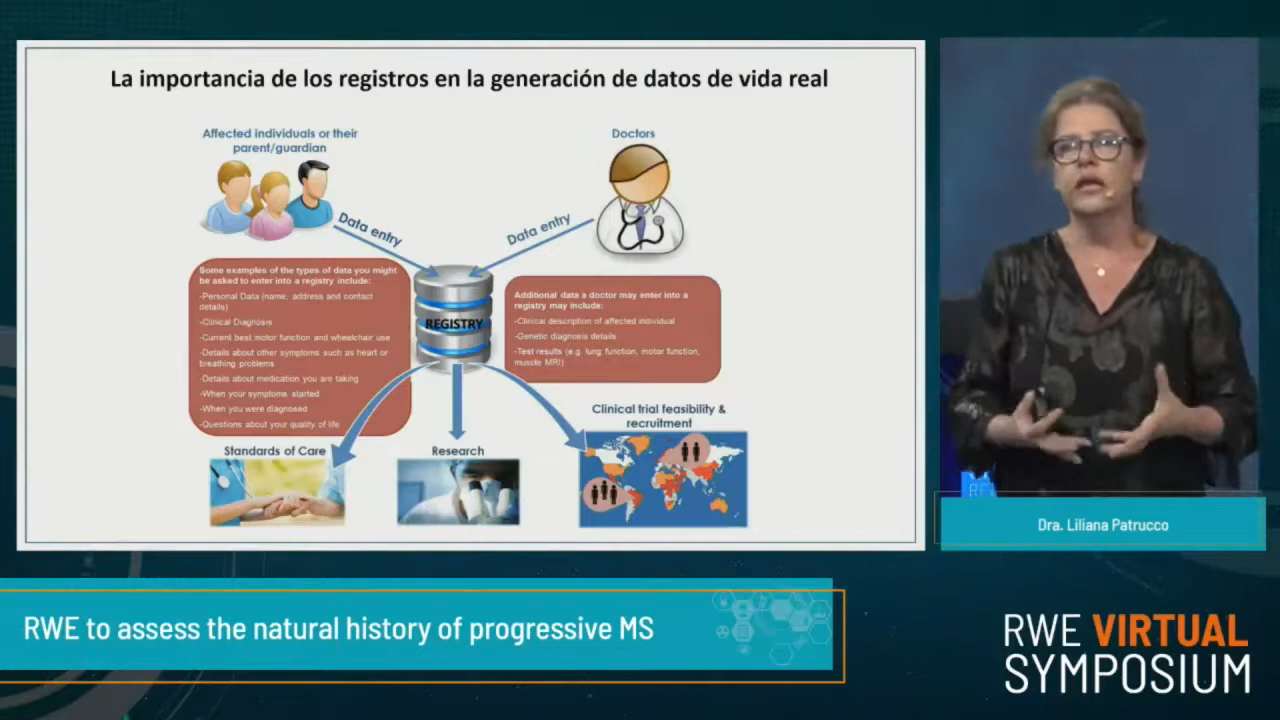 La importancia de los registros en la generación de datos de vida real
Affected individuals or their
parent/guardian
Doctors
Data entry
Data entry
Some examples of the types of data you might
be asked to enter into a registry include:
-Personal Data (name, address and contact
details)
-Clinical Diagnosis
-Current best motor function and wheelchair use
-Details about other symptoms such as heart or
breathing problems
-Details about medication you are taking
-When your symptoms started
-When you were diagnosed
-Questions about your quality of life
REGISTRY
Additional data a doctor may enter into a
registry may include:
-Clinical description of affected individual
-Genetic diagnosis details
-Test results (e.g. lung function, motor function,
muscle MRI)
Standards of Care
Research
Clinical trial feasibility &
recruitment
Dra. Liliana Patrucco
RWE to assess the natural history of progressive MS
RWE VIRTUAL
SYMPOSIUM